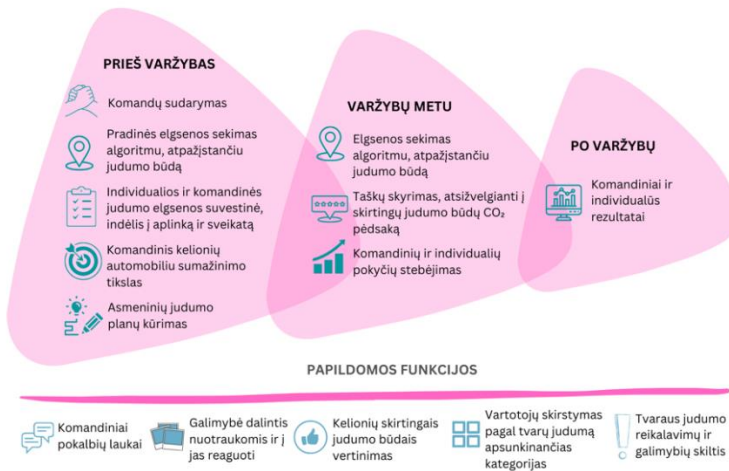 PRIEŠ VARŽYBAS
Komandų sudarymas
Pradinės elgsenos sekimas
algoritmu, atpažįstančiu
judumo būdą
Individualios ir komandinės
judumo elgsenos suvestinė,
indėlis į aplinką ir sveikatą
Komandinis kelionių
automobiliu sumažinimo
tikslas
Asmeninių judumo
planų kūrimas
VARŽYBŲ METU
Elgsenos sekimas
algoritmu, atpažįstančiu
judumo būdą
Taškų skyrimas, atsižvelgianti į
skirtingų judumo būdų CO₂
pėdsaką
Komandinių ir individualių
pokyčių stebėjimas
PO VARŽYBŲ
Komandiniai ir
individualūs
rezultatai
PAPILDOMOS FUNKCIJOS
Komandiniai
pokalbių laukai
Galimybė dalintis
nuotraukomis ir į
jas reaguoti
Kelionių skirtingais
judumo būdais
vertinimas
Vartotojų skirstymas
pagal tvarų judumą
apsunkinančias
kategorijas
Tvaraus judumo
reikalavimų ir
galimybių skiltis